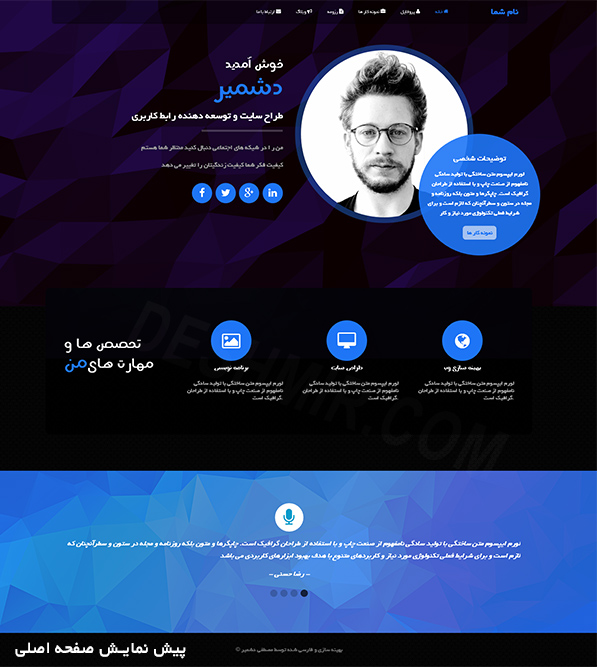 نام شما
خانه
پروفایل
نمونه کار ها
رزومه
وبلاگ
ارتباط با ما
خوش آمدید
دشمیر
طراح سایت و توسعه دهنده رابط کاربری
من را در شبکه های اجتماعی دنبال کنید منتظر شما هستم
کیفیت فکر شما کیفیت زندگیتان را تغییر می دهد
توضیحات شخصی
لورم ایپسوم متن ساختگی با تولید سادگی
نامفهوم از صنعت چاپ و با استفاده از طراحان
گرافیک است. چاپگرها و متون بلکه روزنامه و
مجله در ستون و سطرآنچنان که لازم است و برای
شرایط فعلی تکنولوژی مورد نیاز و کار
نمونه کار ها
تخصص ها و
مهارت های من
بهینه سازی وب
لورم ایپسوم متن ساختگی با تولید سادگی
نامفهوم از صنعت چاپ و با استفاده از طراحان
گرافیک است.
طراحی سایت
لورم ایپسوم متن ساختگی با تولید سادگی
نامفهوم از صنعت چاپ و با استفاده از طراحان
گرافیک است.
برنامه نویسی
لورم ایپسوم متن ساختگی با تولید سادگی
نامفهوم از صنعت چاپ و با استفاده از طراحان
گرافیک است.
DESHMIR.COM
لورم ایپسوم متن ساختگی با تولید سادگی نامفهوم از صنعت چاپ و با استفاده از طراحان گرافیک است. چاپگرها و متون بلکه روزنامه و مجله در ستون و سطرآنچنان که
لازم است و برای شرایط فعلی تکنولوژی مورد نیاز و کاربردهای متنوع با هدف بهبود ابزارهای کاربردی می باشد
- رضا حسنی -
بهینه سازی و فارسی شده توسط مصطفی دشمیر ©
پیش نمایش صفحه اصلی